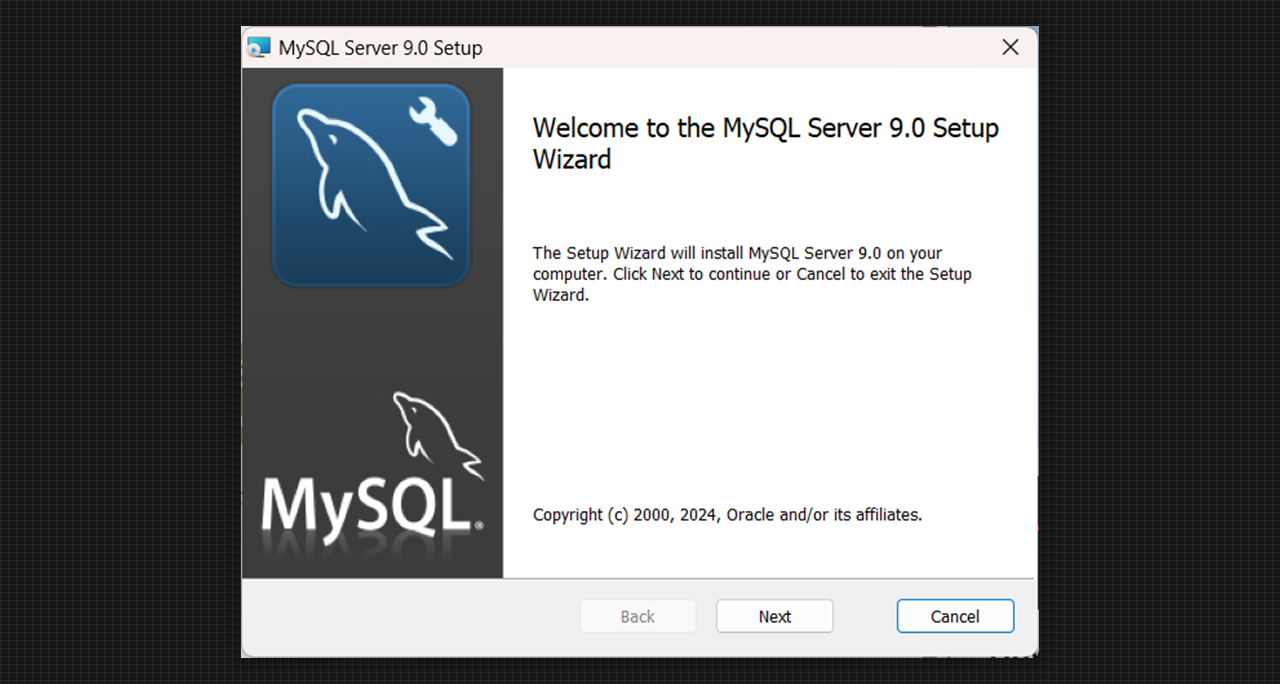 MySQL Server 9.0 Setup
Welcome to the MySQL Server 9.0 Setup
Wizard
The Setup Wizard will install MySQL Server 9.0 on your
computer. Click Next to continue or Cancel to exit the Setup
Wizard.
MySQL®
Copyright (c) 2000, 2024, Oracle and/or its affiliates.
Back
Next
Cancel